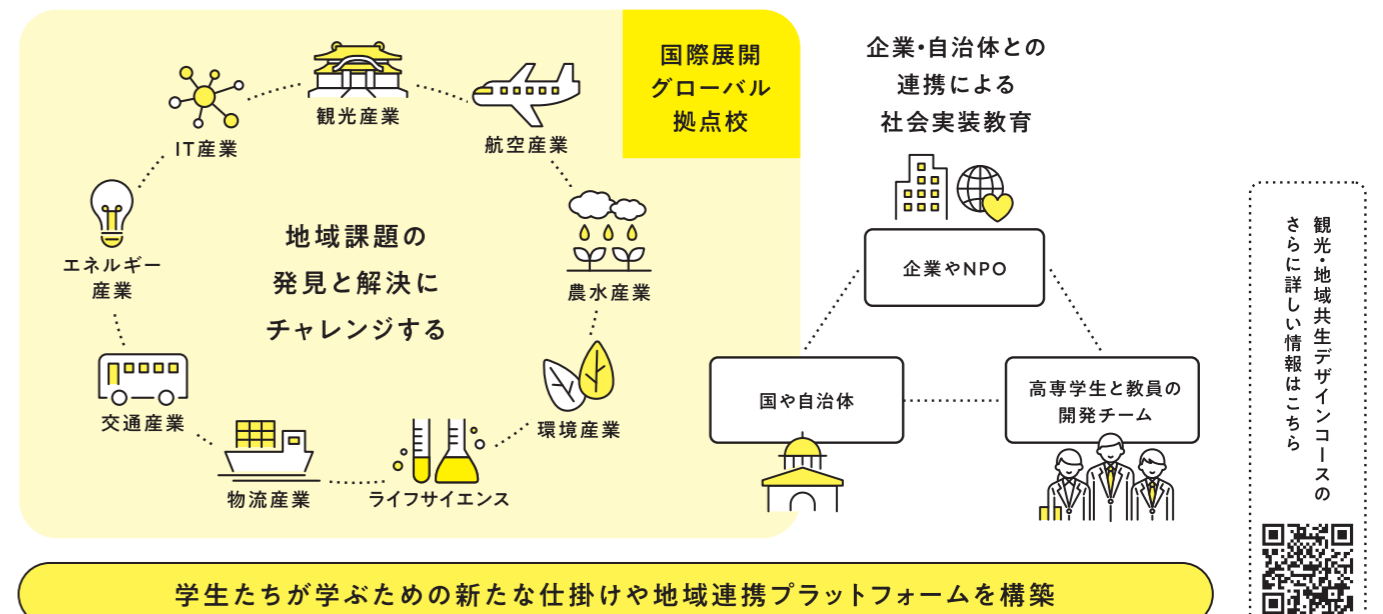 国際展開
グローバル
拠点校
観光産業
航空産業
IT産業
農水産業
エネルギー
産業
環境産業
交通産業
ライフサイエンス
物流産業
地域課題の
発見と解決に
チャレンジする
企業・自治体との
連携による
社会実装教育
企業やNPO
国や自治体
高専学生と教員の
開発チーム
観光・地域共生デザインコースの
さらに詳しい情報はこちら
学生たちが学ぶための新たな仕掛けや地域連携プラットフォームを構築